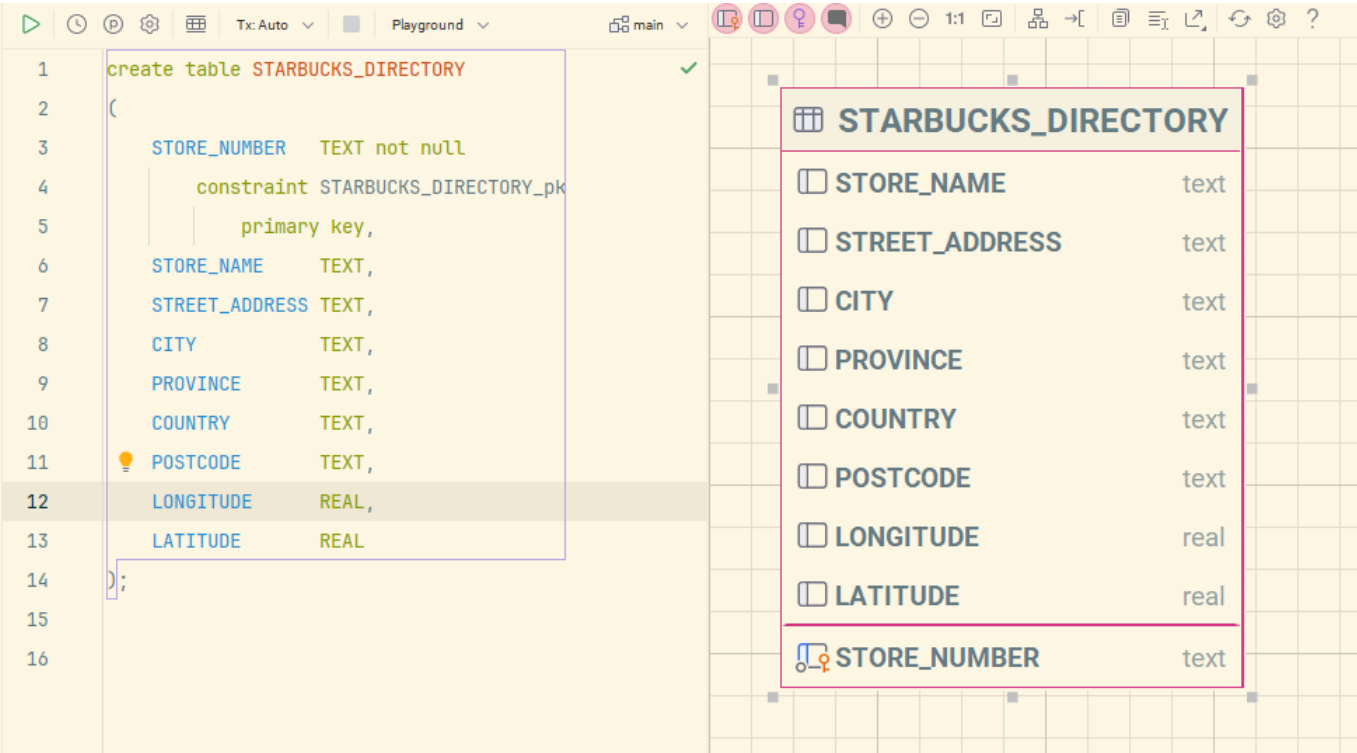 Tx: Auto
Playground
main
1:1
?
1 create table STARBUCKS_DIRECTORY
2 (
3 STORE_NUMBER TEXT not null
4 constraint STARBUCKS_DIRECTORY_pk
5 primary key,
6 STORE_NAME TEXT,
7 STREET_ADDRESS TEXT,
8 CITY TEXT,
9 PROVINCE TEXT,
10 COUNTRY TEXT,
11 POSTCODE TEXT,
12 LONGITUDE REAL,
13 LATITUDE REAL
14 );
15
16
STARBUCKS_DIRECTORY
STORE_NAME text
STREET_ADDRESS text
CITY text
PROVINCE text
COUNTRY text
POSTCODE text
LONGITUDE real
LATITUDE real
STORE_NUMBER text